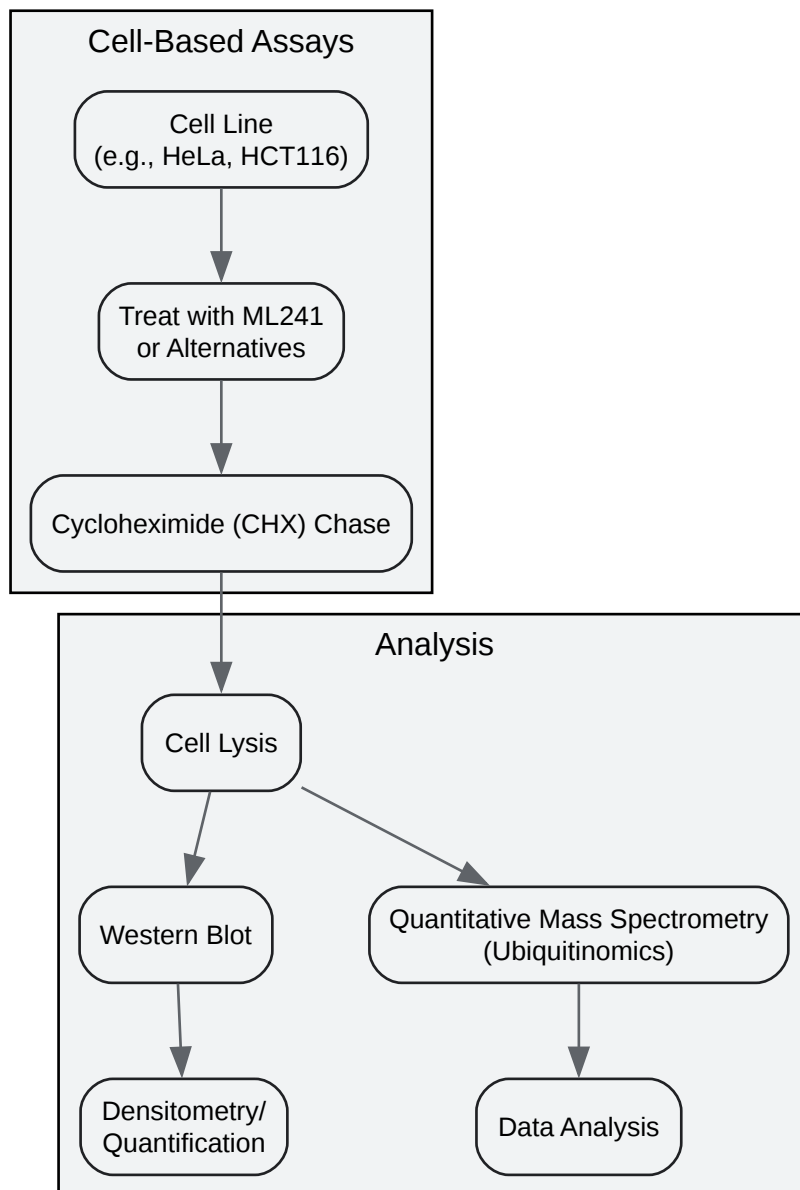 Cell-Based Assays
Cell Line
(e.g., HeLa, HCT116)
Treat with ML241
or Alternatives
Cycloheximide (CHX) Chase
Analysis
Cell Lysis
Western Blot
Quantitative Mass Spectrometry
(Ubiquitinomics)
Densitometry/
Quantification
Data Analysis